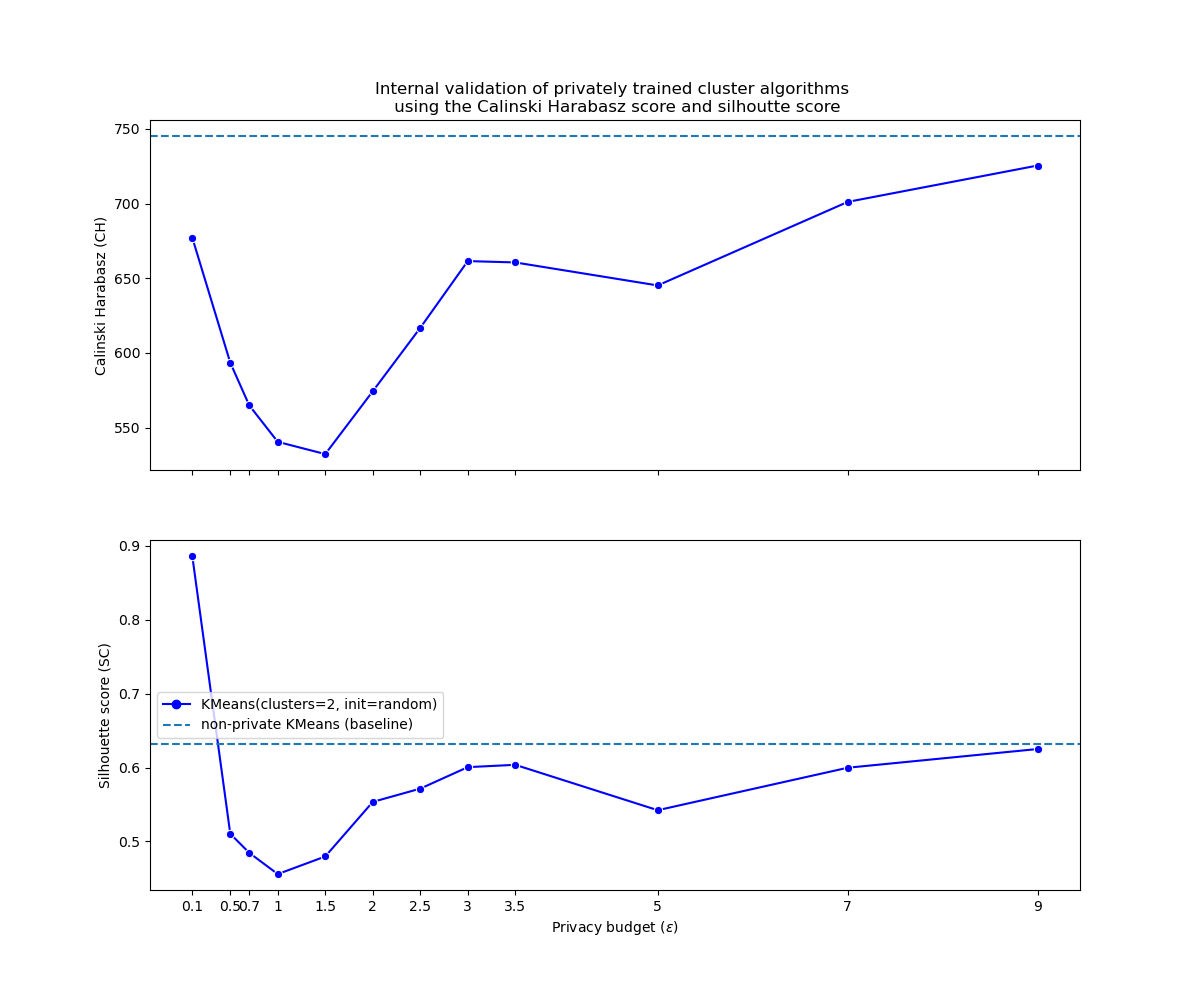 Internal validation of privately trained cluster algorithms
using the Calinski Harabasz score and silhoutte score
750
700
650
600
550
Calinski Harabasz (CH)
0.9
0.8
0.7
0.6
0.5
Silhouette score (SC)
KMeans(clusters=2, init=random)
non-private KMeans (baseline)
0.1 0.5 0.7 1 1.5 2 2.5 3 3.5 5 7 9
Privacy budget (ε)